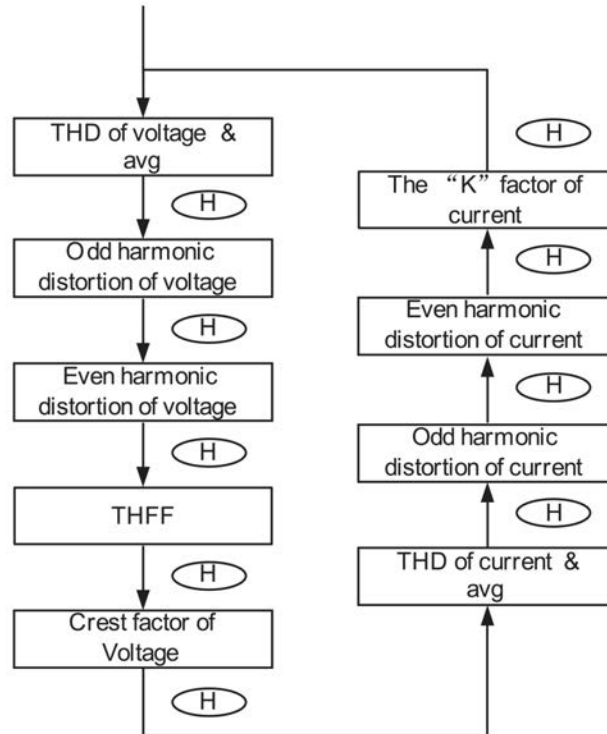 THD of voltage &
avg
H
Odd harmonic
distortion of voltage
H
Even harmonic
distortion of voltage
H
THFF
H
Crest factor of
Voltage
H
H
The “K” factor of
current
H
Even harmonic
distortion of current
H
Odd harmonic
distortion of current
H
THD of current &
avg